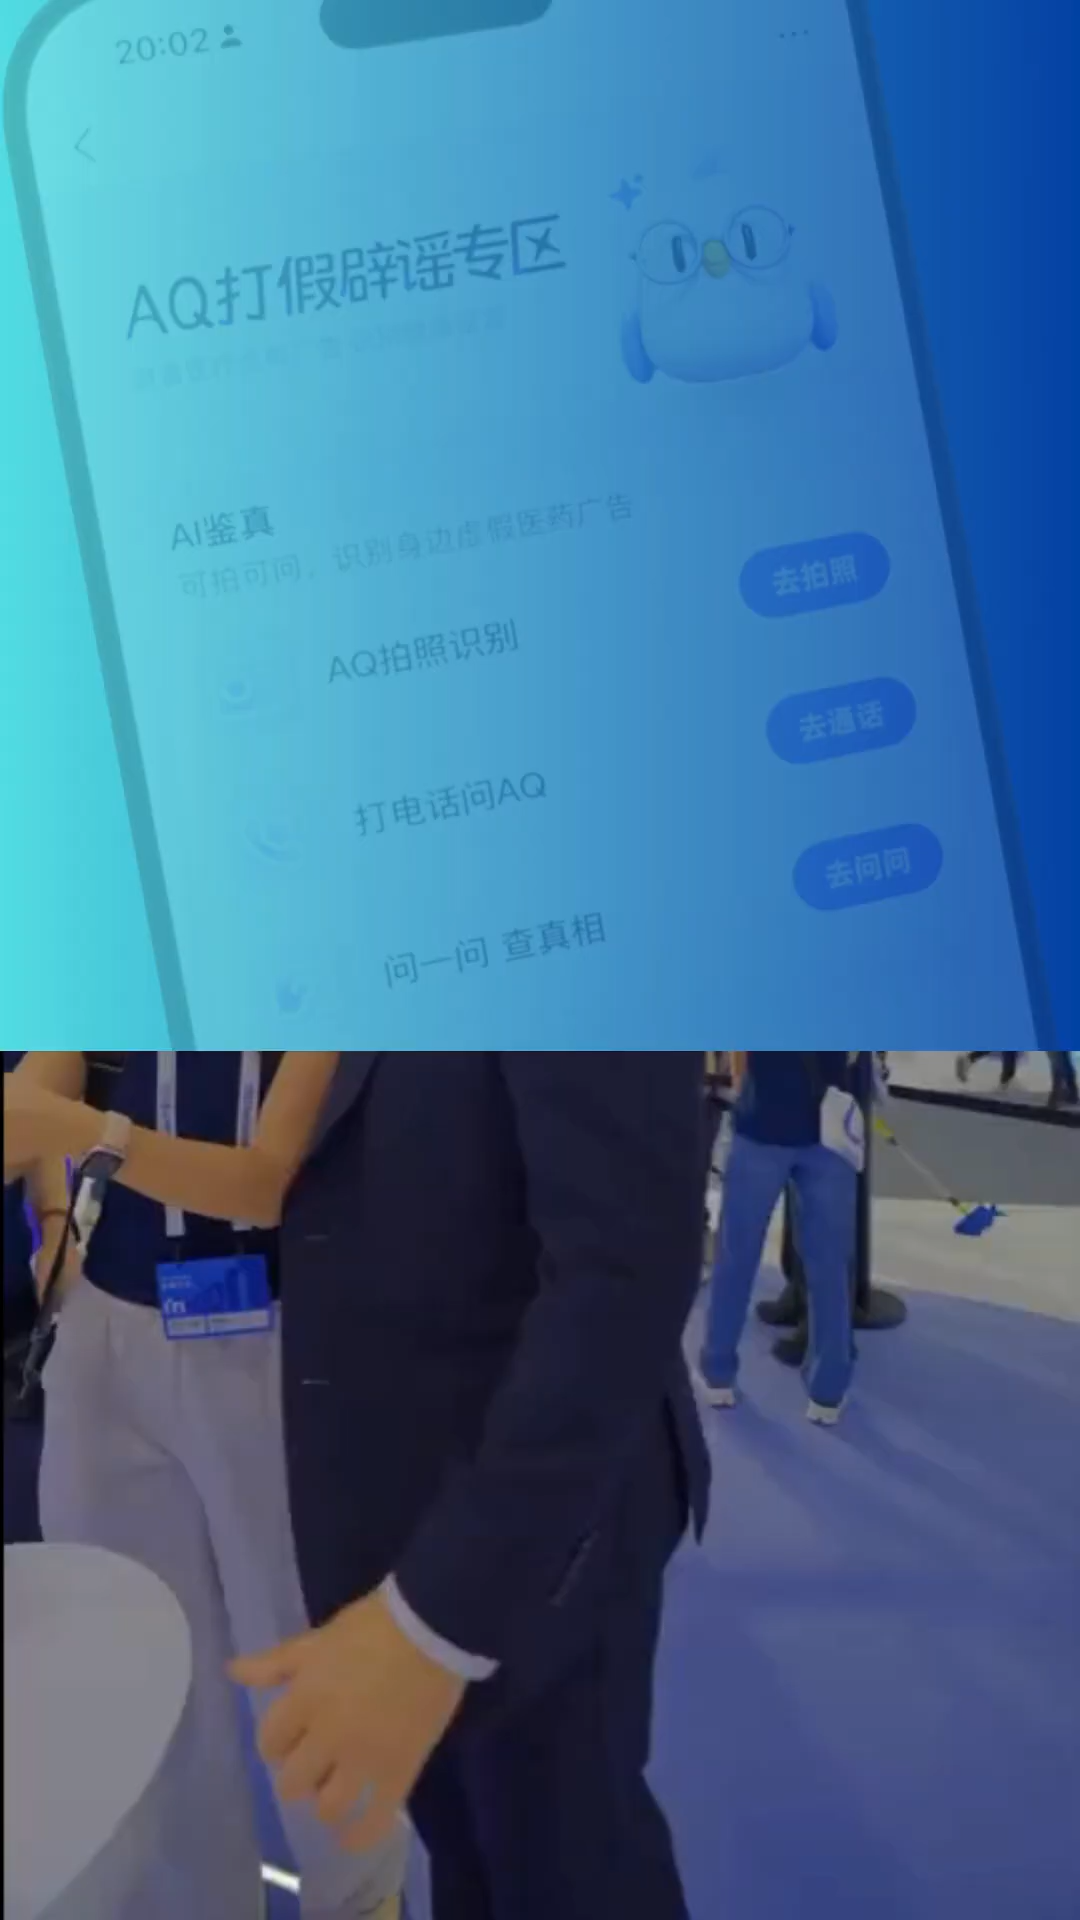 20:02
AQ打假辟谣专区
AI鉴真
可拍可问，识别身边虚假医药广告
AQ拍照识别
去拍照
打电话问AQ
去通话
问一问 查真相
去问问